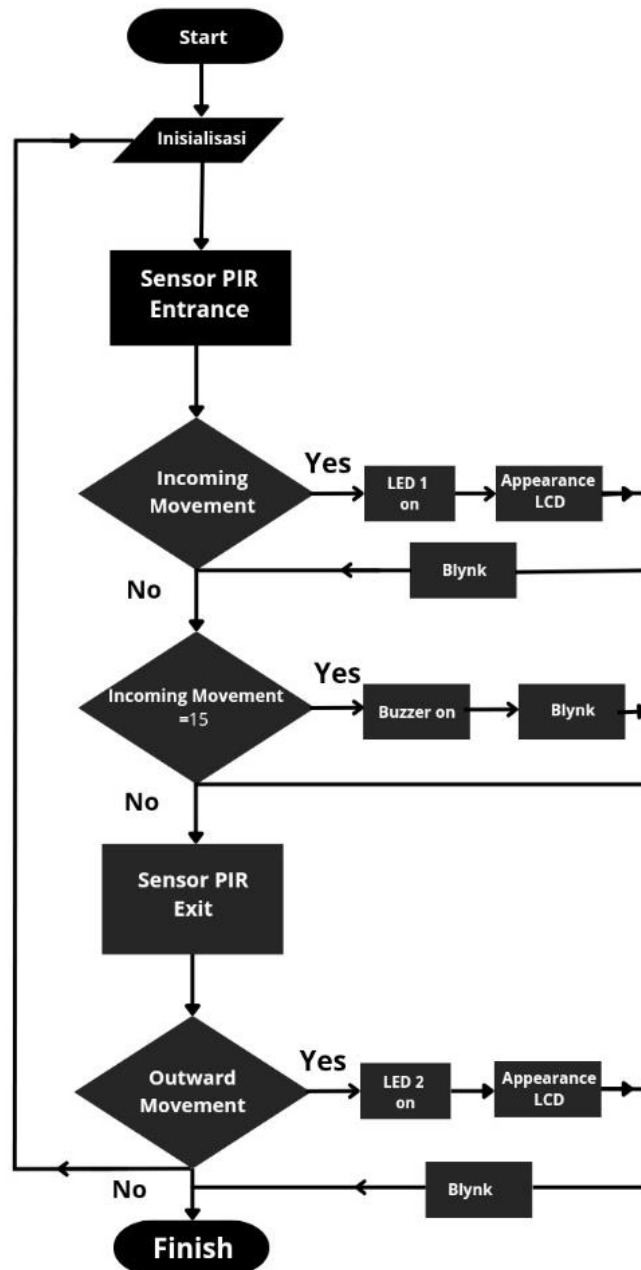 Start
Inisialisasi
Sensor PIR
Entrance
Incoming
Movement
Yes
LED 1
on
Appearance
LCD
Blynk
No
Incoming Movement
=15
Yes
Buzzer on
Blynk
No
Sensor PIR
Exit
Outward
Movement
Yes
LED 2
on
Appearance
LCD
Blynk
No
Finish